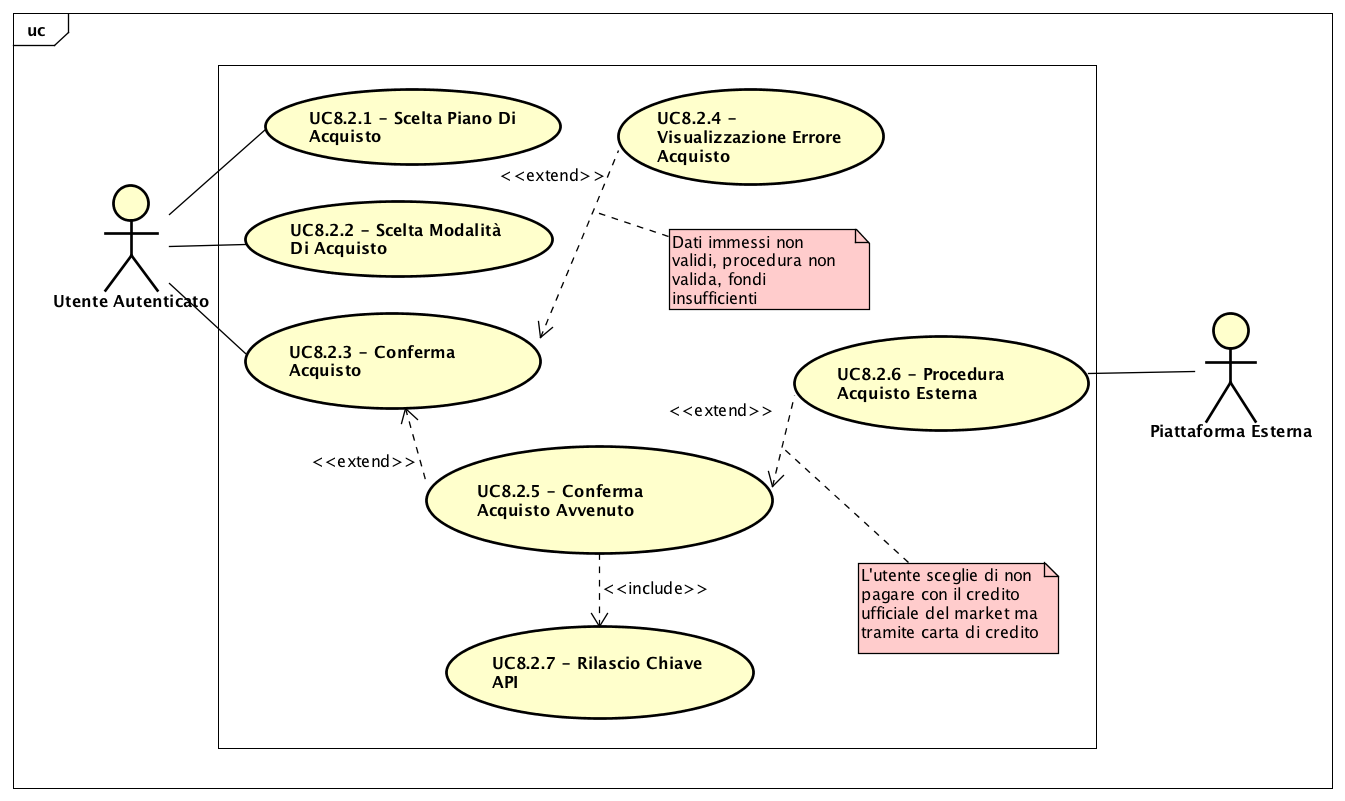 uc
UC8.2.1 – Scelta Piano Di
Acquisto
UC8.2.4 –
Visualizzazione Errore
Acquisto
<<extend>>
UC8.2.2 – Scelta Modalità
Di Acquisto
Dati immessi non
validi, procedura non
valida, fondi
insufficienti
Utente Autenticato
UC8.2.3 – Conferma
Acquisto
UC8.2.6 – Procedura
Acquisto Esterna
Piattaforma Esterna
<<extend>>
<<extend>>
UC8.2.5 – Conferma
Acquisto Avvenuto
L'utente sceglie di non
pagare con il credito
ufficiale del market ma
tramite carta di credito
<<include>>
UC8.2.7 – Rilascio Chiave
API